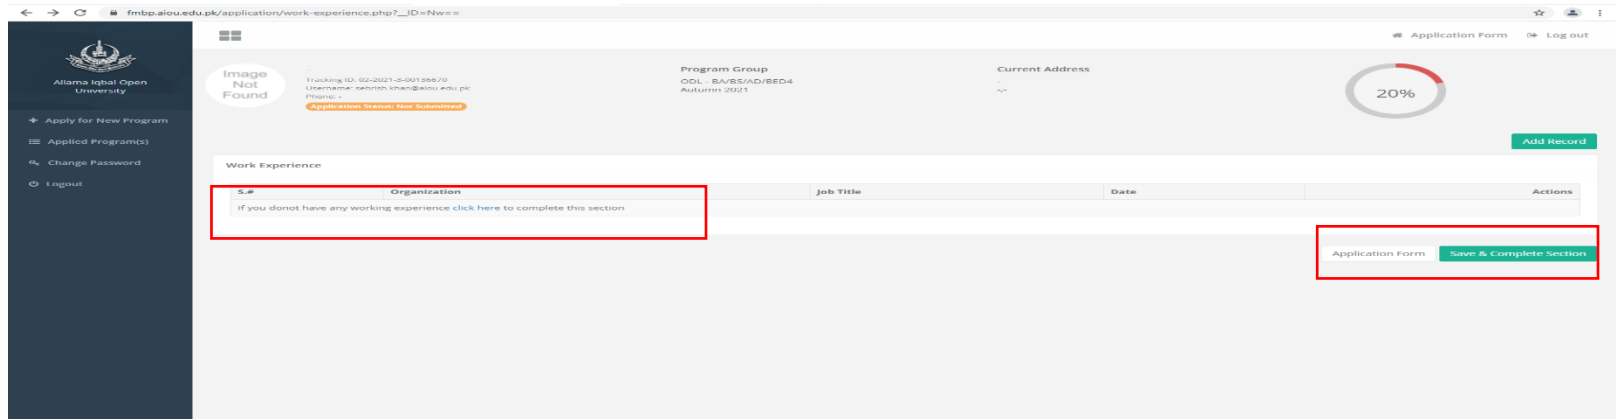 fmbp.aiou.edu.pk/application/work-experience.php?__ID=Nw==
Allama Iqbal Open
University
Apply for New Program
Applied Program(s)
Change Password
Logout
Application Form
Log out
Image
Not
Found
-
Tracking ID: 02-2021-3-00136670
Username: sehrish.khan@aiou.edu.pk
Phone: -
Application Status: Not Submitted
Program Group
ODL - BA/BS/AD/BED4
Autumn 2021
Current Address
-
-,-
20%
Add Record
Work Experience
S.# Organization Job Title Date Actions
If you donot have any working experience click here to complete this section
Application Form Save & Complete Section